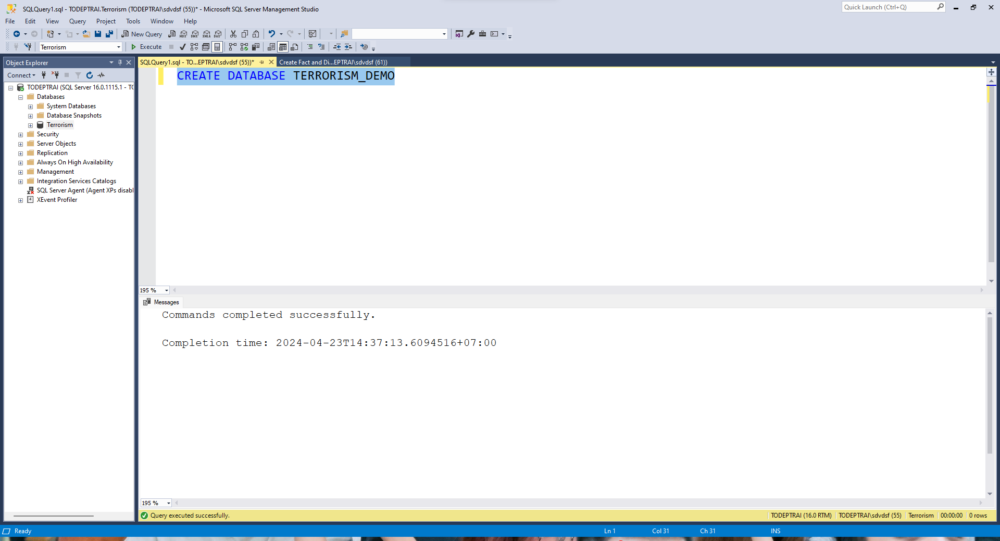 SQLQuery1.sql - TODEPTRAI.Terrorism (TODEPTRAI\sdvdsf (55))* - Microsoft SQL Server Management Studio
Quick Launch (Ctrl+Q)
File Edit View Query Project Tools Window Help
New Query MDX DMX XMLA DAX
Terrorism Execute
Object Explorer
SQLQuery1.sql - TO...EPTRAI\sdvdsf (55))* Create Fact and Di...EPTRAI\sdvdsf (61))
Connect
CREATE DATABASE TERRORISM_DEMO
TODEPTRAI (SQL Server 16.0.1115.1 - TO
Databases
System Databases
Database Snapshots
Terrorism
Security
Server Objects
Replication
Always On High Availability
Management
Integration Services Catalogs
SQL Server Agent (Agent XPs disabl
XEvent Profiler
195 %
Messages
Commands completed successfully.
Completion time: 2024-04-23T14:37:13.6094516+07:00
195 %
Query executed successfully. TODEPTRAI (16.0 RTM) TODEPTRAI\sdvdsf (55) Terrorism 00:00:00 0 rows
Ready Ln 1 Col 31 Ch 31 INS